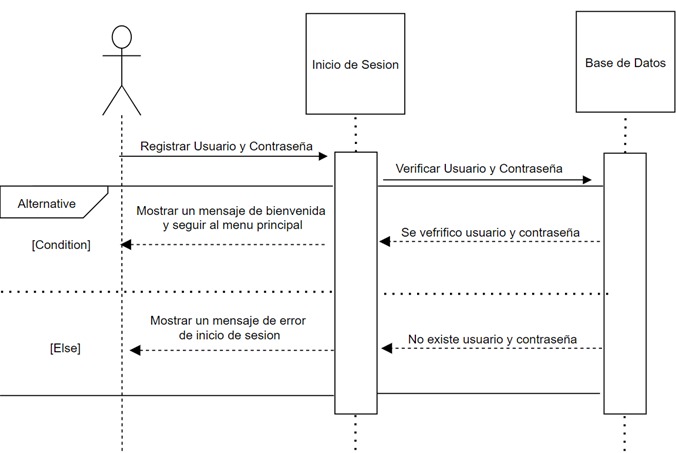 Inicio de Sesion
Base de Datos
Registrar Usuario y Contraseña
Verificar Usuario y Contraseña
Alternative
Mostrar un mensaje de bienvenida
y seguir al menu principal
[Condition]
Se vefrifico usuario y contraseña
Mostrar un mensaje de error
de inicio de sesion
[Else]
No existe usuario y contraseña